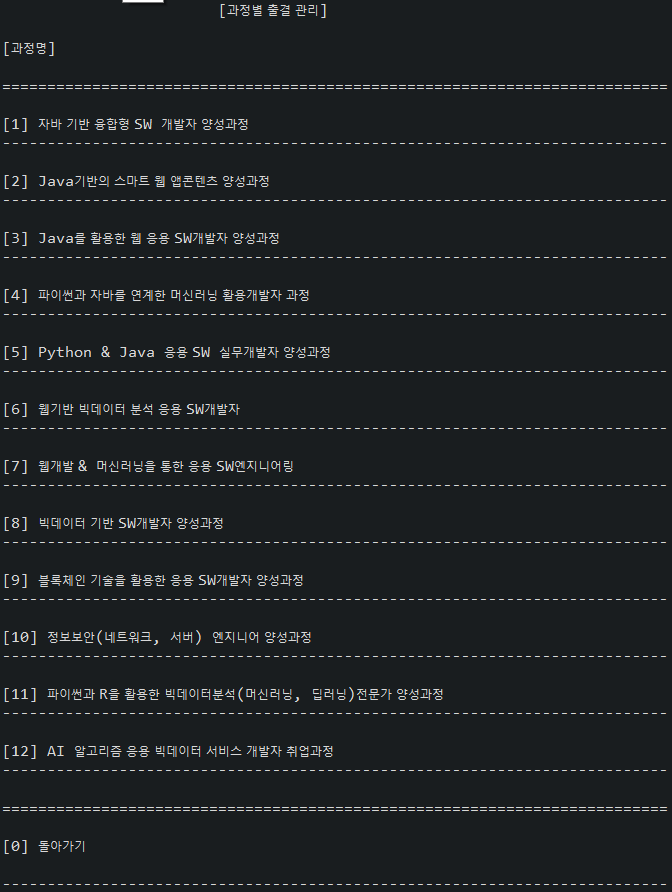 [과정별 출결 관리]
[과정명]
==========================================================================
[1] 자바 기반 융합형 SW 개발자 양성과정
--------------------------------------------------------------------------
[2] Java기반의 스마트 웹 앱콘텐츠 양성과정
--------------------------------------------------------------------------
[3] Java를 활용한 웹 응용 SW개발자 양성과정
--------------------------------------------------------------------------
[4] 파이썬과 자바를 연계한 머신러닝 활용개발자 과정
--------------------------------------------------------------------------
[5] Python & Java 응용 SW 실무개발자 양성과정
--------------------------------------------------------------------------
[6] 웹기반 빅데이터 분석 응용 SW개발자
--------------------------------------------------------------------------
[7] 웹개발 & 머신러닝을 통한 응용 SW엔지니어링
--------------------------------------------------------------------------
[8] 빅데이터 기반 SW개발자 양성과정
--------------------------------------------------------------------------
[9] 블록체인 기술을 활용한 응용 SW개발자 양성과정
--------------------------------------------------------------------------
[10] 정보보안(네트워크, 서버) 엔지니어 양성과정
--------------------------------------------------------------------------
[11] 파이썬과 R을 활용한 빅데이터분석(머신러닝, 딥러닝)전문가 양성과정
--------------------------------------------------------------------------
[12] AI 알고리즘 응용 빅데이터 서비스 개발자 취업과정
--------------------------------------------------------------------------
==========================================================================
[0] 돌아가기
--------------------------------------------------------------------------